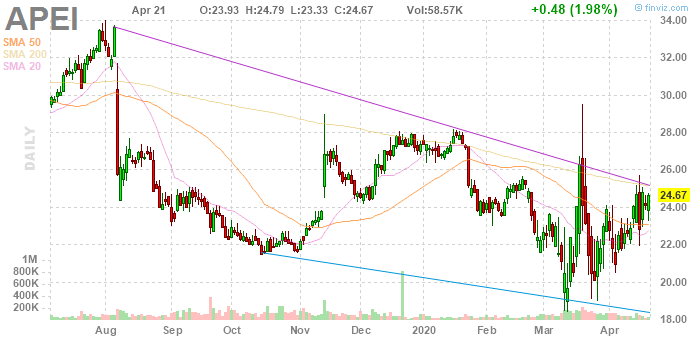 APEI Apr 21 O:23.93 H:24.79 L:23.33 C:24.67 Vol:58.57K +0.48 (1.98%) © finviz.com
SMA 50
SMA 200
SMA 20
DAILY
34.00
32.00
30.00
28.00
26.00
24.67
24.00
22.00
20.00
18.00
1M
800K
600K
400K
200K
Aug Sep Oct Nov Dec 2020 Feb Mar Apr